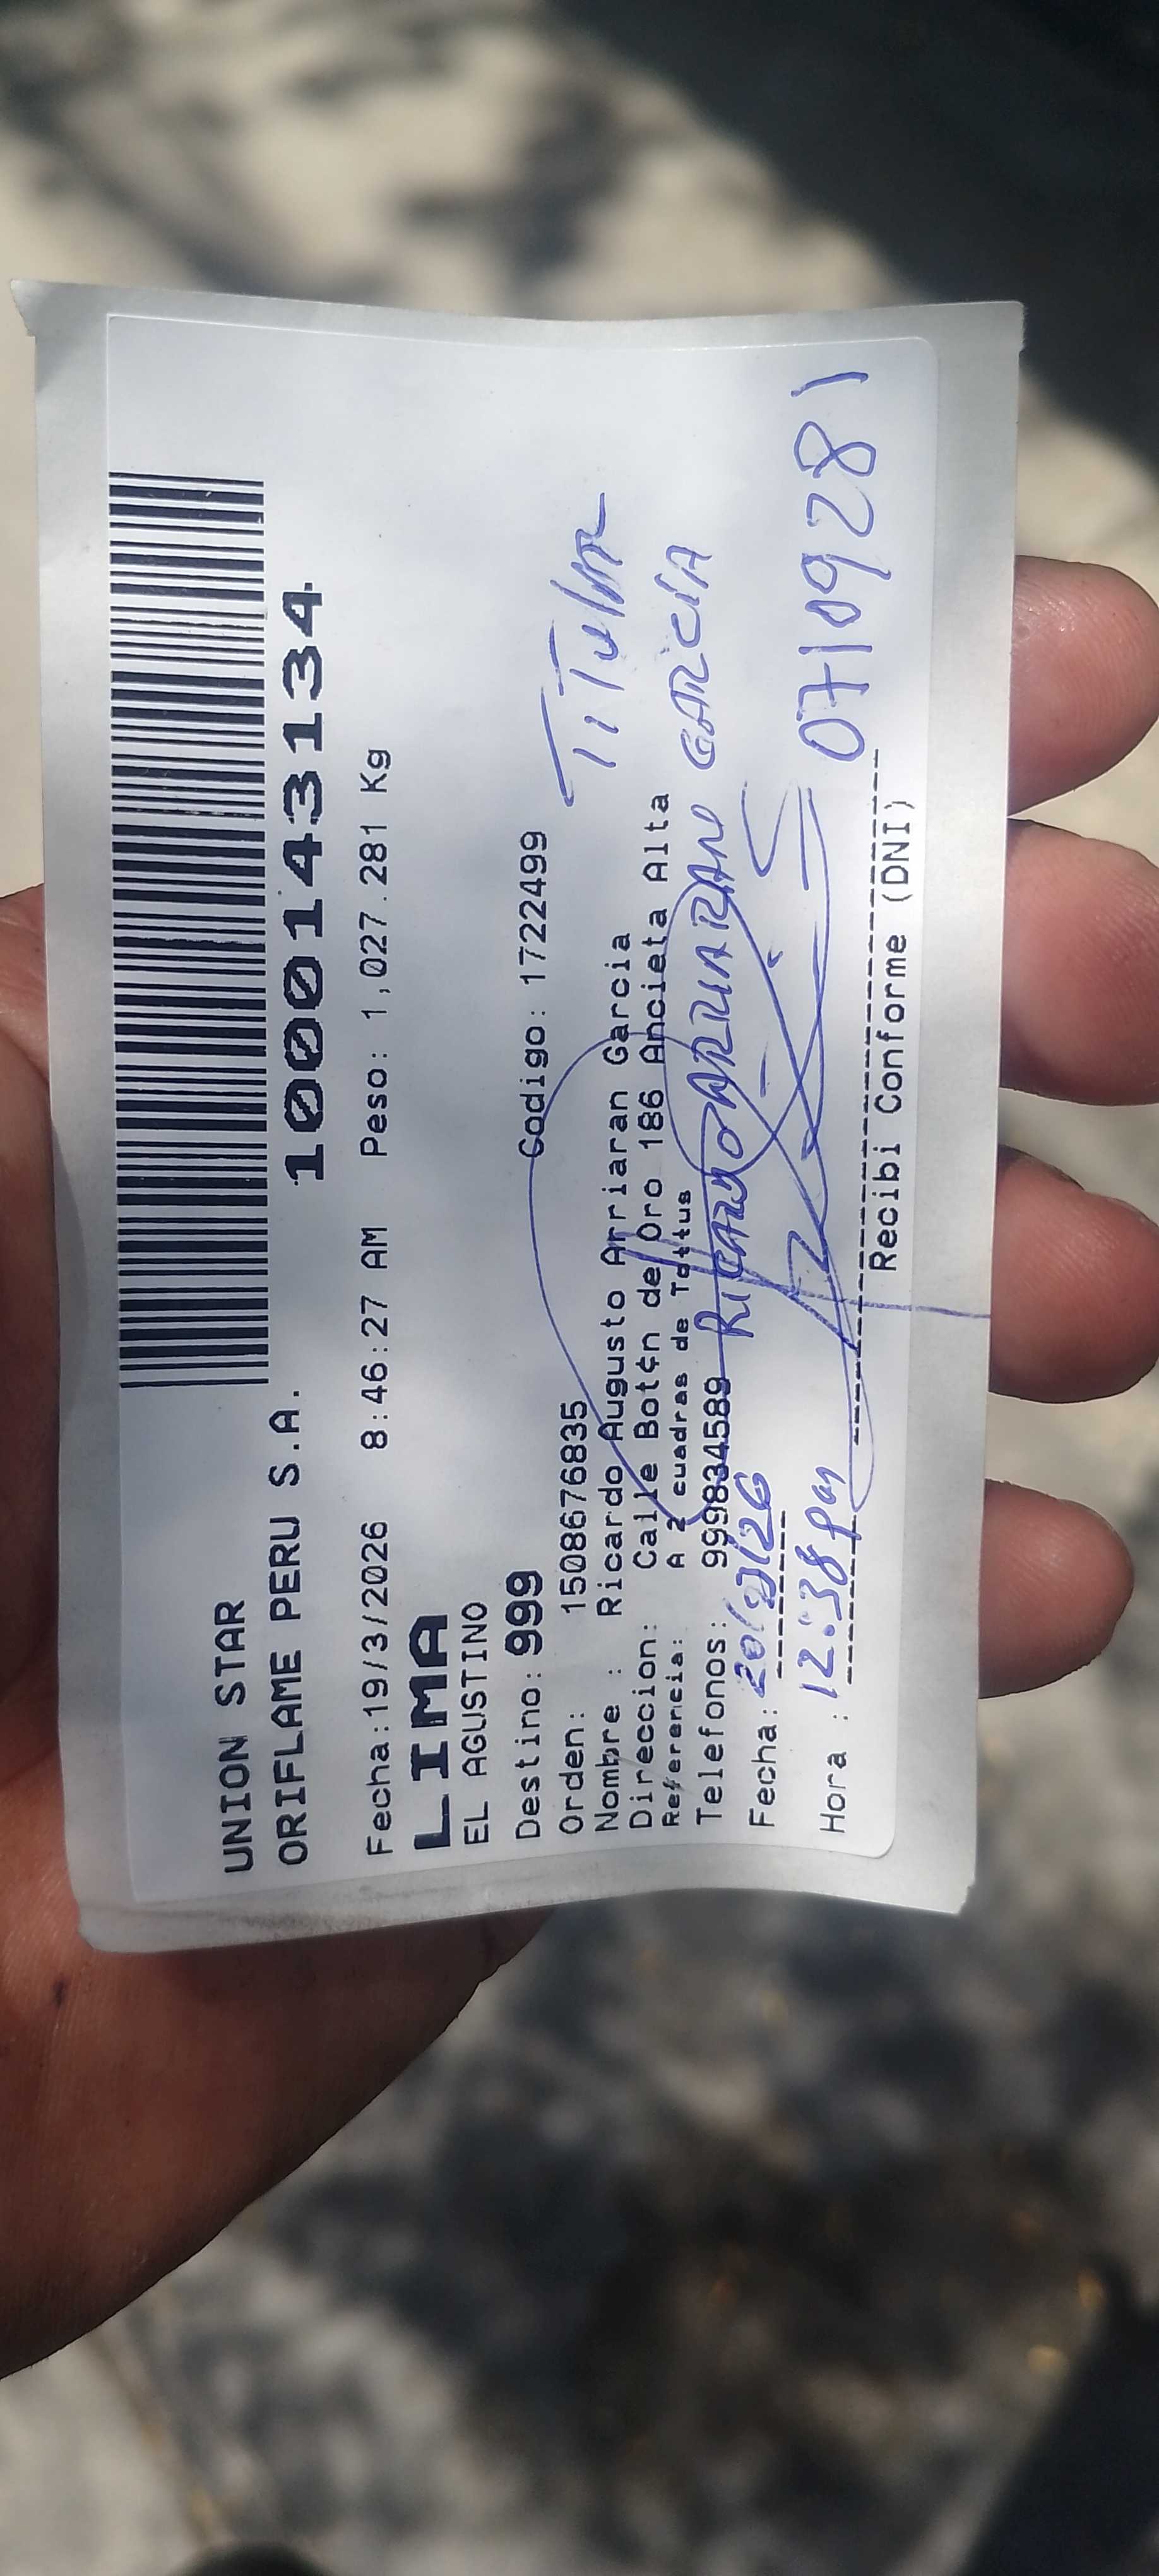 UNION STAR
ORIFLAME PERU S.A.
1000143134
Fecha:19/3/2026 8:46:27 AM Peso: 1,027.281 Kg
LIMA
EL AGUSTINO
Destino: 999 Codigo: 1722499
Orden: 1508676835
TITULAR
Nombre : Ricardo Augusto Arriaran Garcia
Direccion: Calle Botén de Oro 186 Ancieta Alta
Referencia: A 2 cuadras de Tottus
Telefonos: 999834589
RICARDO ARRIARAN GARCÍA
Fecha: 20/3/26
Hora : 12:38 pm
07109281
Recibi Conforme (DNI)